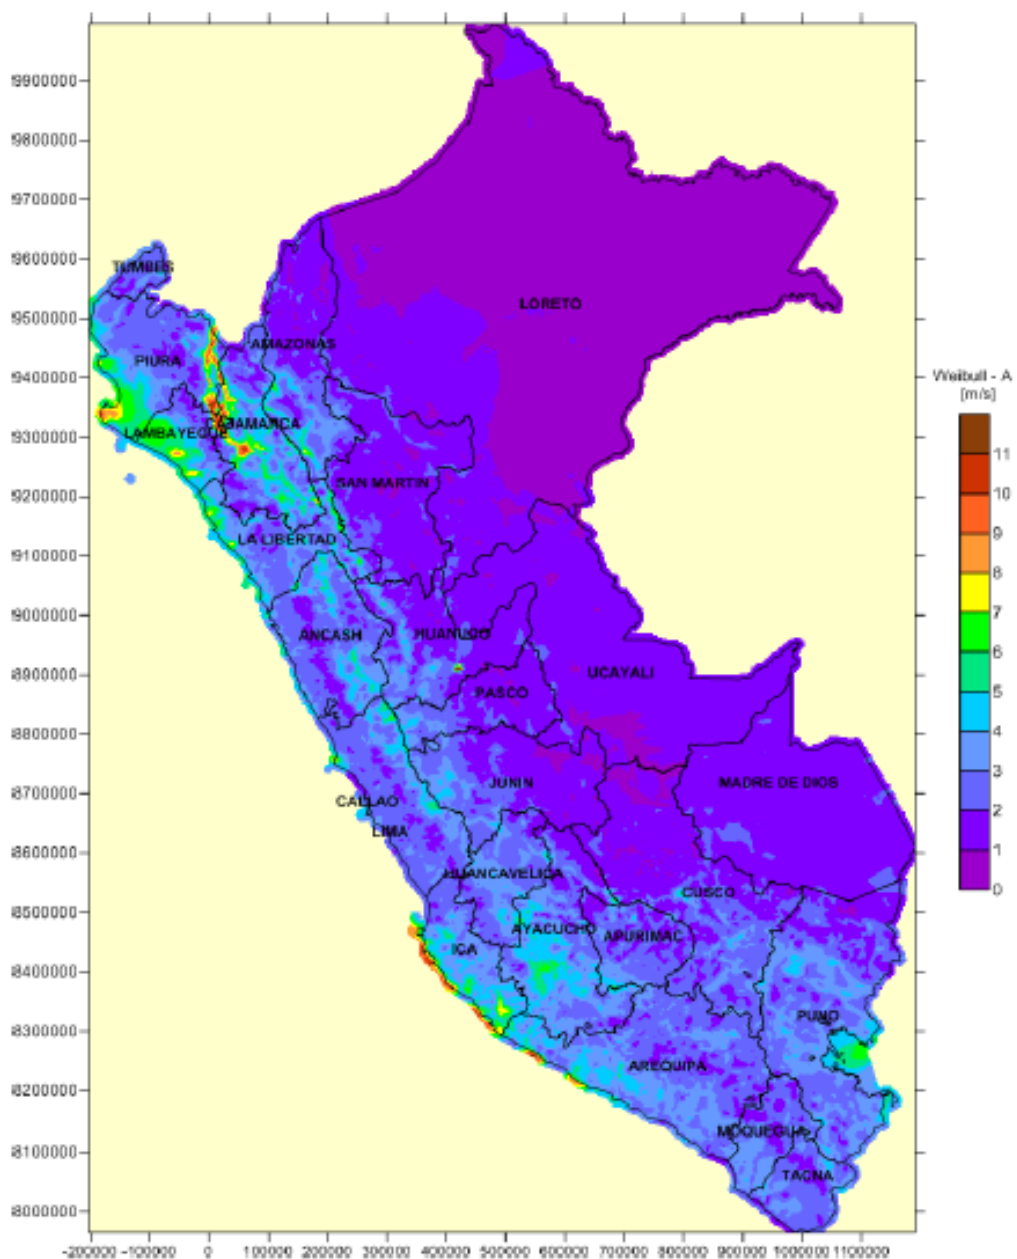 9900000
9800000
9700000
9600000
TUMBES
9500000
LORETO
AMAZONAS
PIURA
9400000
Weibull - A
[m/s]
CAJAMARCA
LAMBAYEQUE
9300000
11
SAN MARTIN
10
9200000
9
LA LIBERTAD
9100000
8
9000000
7
ANCASH
HUANUCO
6
8900000
UCAYALI
PASCO
5
8800000
4
JUNIN
MADRE DE DIOS
3
8700000
CALLAO
2
LIMA
8600000
1
HUANCAVELICA
CUSCO
0
8500000
AYACUCHO
APURIMAC
ICA
8400000
PUNO
8300000
AREQUIPA
8200000
MOQUEGUA
8100000
TACNA
8000000
-200000 -100000 0 100000 200000 300000 400000 500000 600000 700000 800000 900000 1000000 1100000